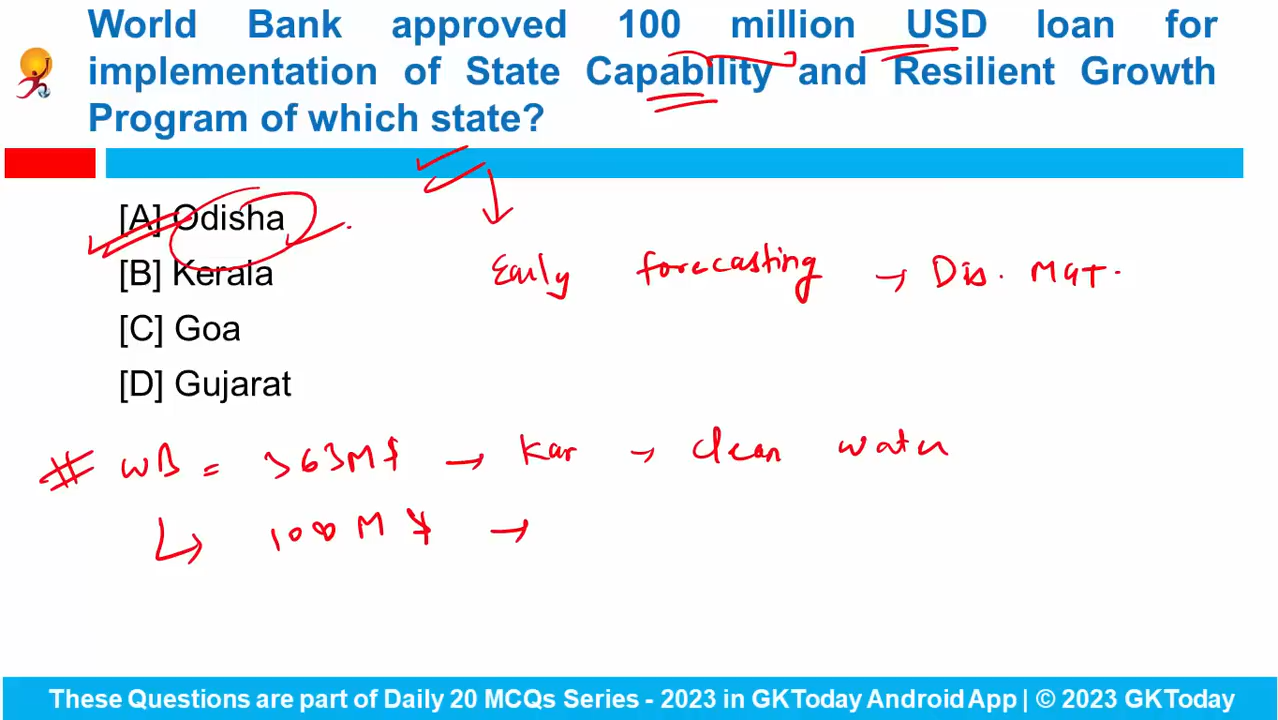 World Bank approved 100 million USD loan for
implementation of State Capability and Resilient Growth
Program of which state?
[A] Odisha
[B] Kerala
[C] Goa
[D] Gujarat
Early forecasting → Dis. MGT.
# WB = 363M$ → Kar → clean water
↳ 100M $ →
These Questions are part of Daily 20 MCQs Series - 2023 in GKToday Android App | © 2023 GKToday